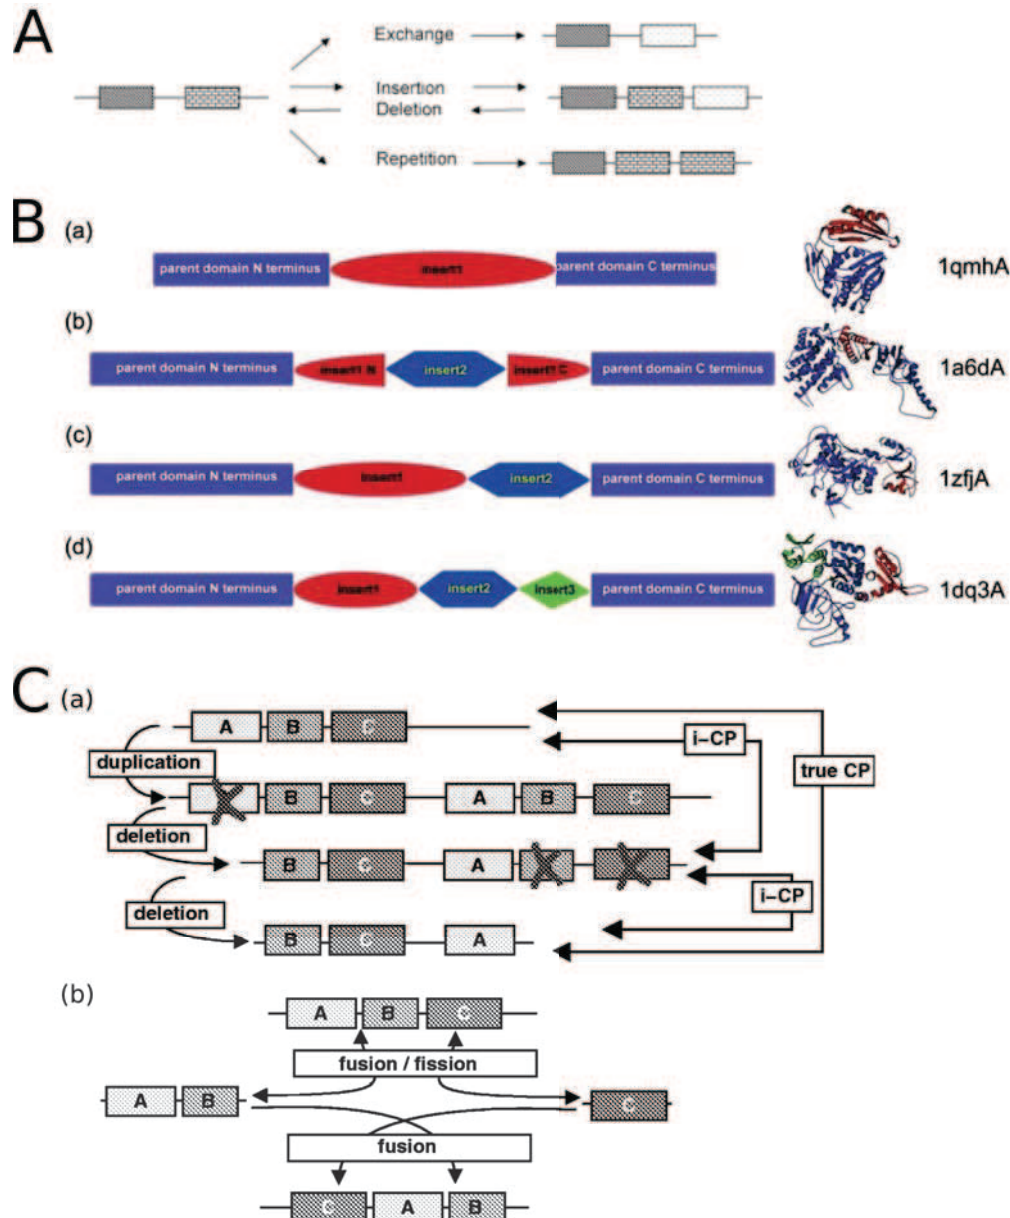 A
Exchange
Insertion
Deletion
Repetition
B
(a)
parent domain N terminus
insert1
parent domain C terminus
1qmhA
(b)
parent domain N terminus
insert1 N
insert2
insert1 C
parent domain C terminus
1a6dA
(c)
parent domain N terminus
insert1
insert2
parent domain C terminus
1zfjA
(d)
parent domain N terminus
insert1
insert2
insert3
parent domain C terminus
1dq3A
C
(a)
A B C
i-CP
duplication
true CP
B C A B C
deletion
B C A
i-CP
deletion
B C A
(b)
A B C
fusion / fission
A B
C
fusion
C A B